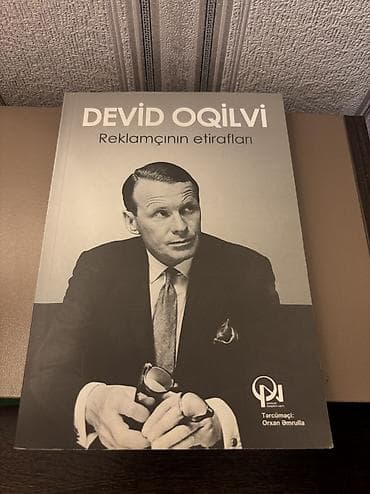 DEVİD OQİLVİ
Reklamçının etirafları
Tərcüməçi:
Orxan Əmrulla